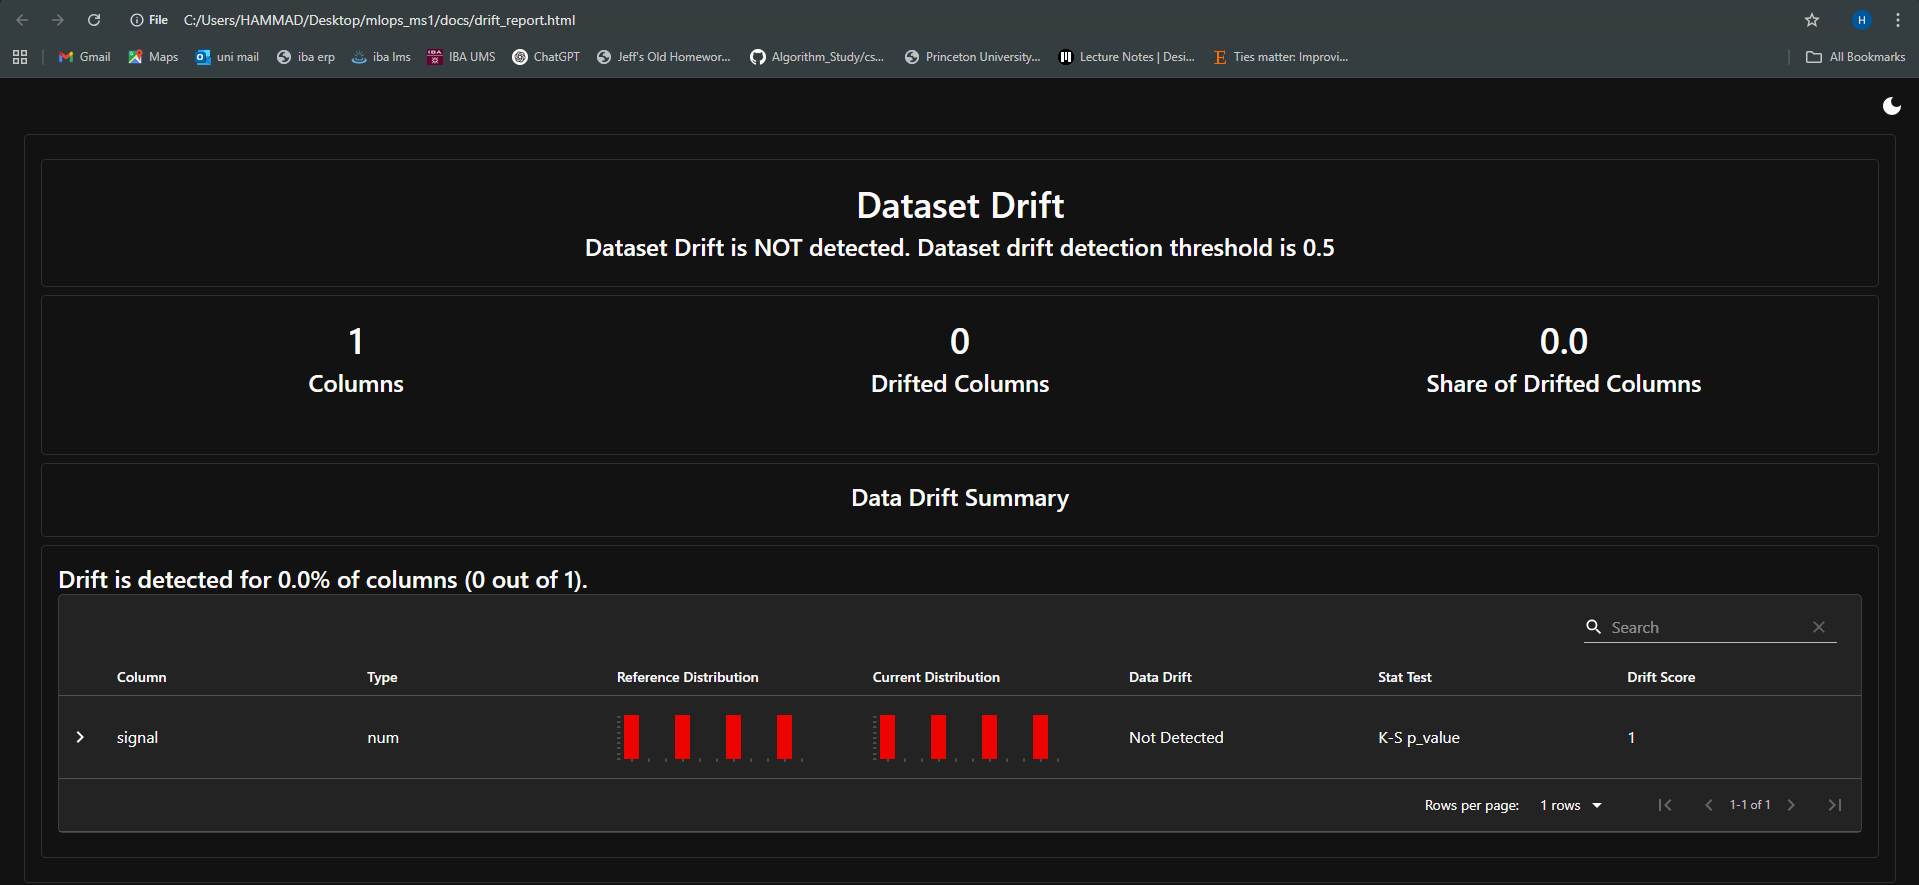 File C:/Users/HAMMAD/Desktop/mlops_ms1/docs/drift_report.html H
Gmail Maps uni mail iba erp iba lms IBA UMS ChatGPT Jeff's Old Homewor... Algorithm_Study/cs... Princeton University... Lecture Notes | Desi... Ties matter: Improvi... All Bookmarks
Dataset Drift
Dataset Drift is NOT detected. Dataset drift detection threshold is 0.5
1 0 0.0
Columns Drifted Columns Share of Drifted Columns
Data Drift Summary
Drift is detected for 0.0% of columns (0 out of 1).
Search
Column Type Reference Distribution Current Distribution Data Drift Stat Test Drift Score
signal num Not Detected K-S p_value 1
Rows per page: 1 rows 1-1 of 1